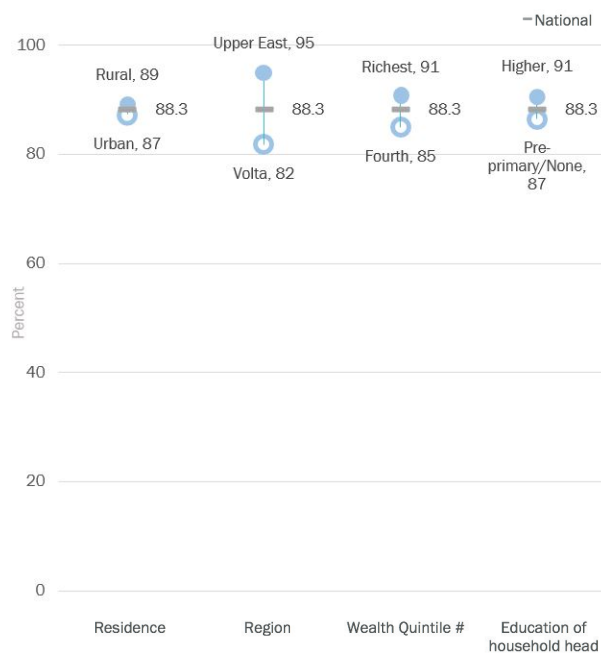 National
100
Upper East, 95
Rural, 89
Richest, 91
Higher, 91
88.3
88.3
88.3
88.3
Urban, 87
Volta, 82
Fourth, 85
Pre-
primary/None,
87
80
60
Percent
40
20
0
Residence
Region
Wealth Quintile #
Education of
household head